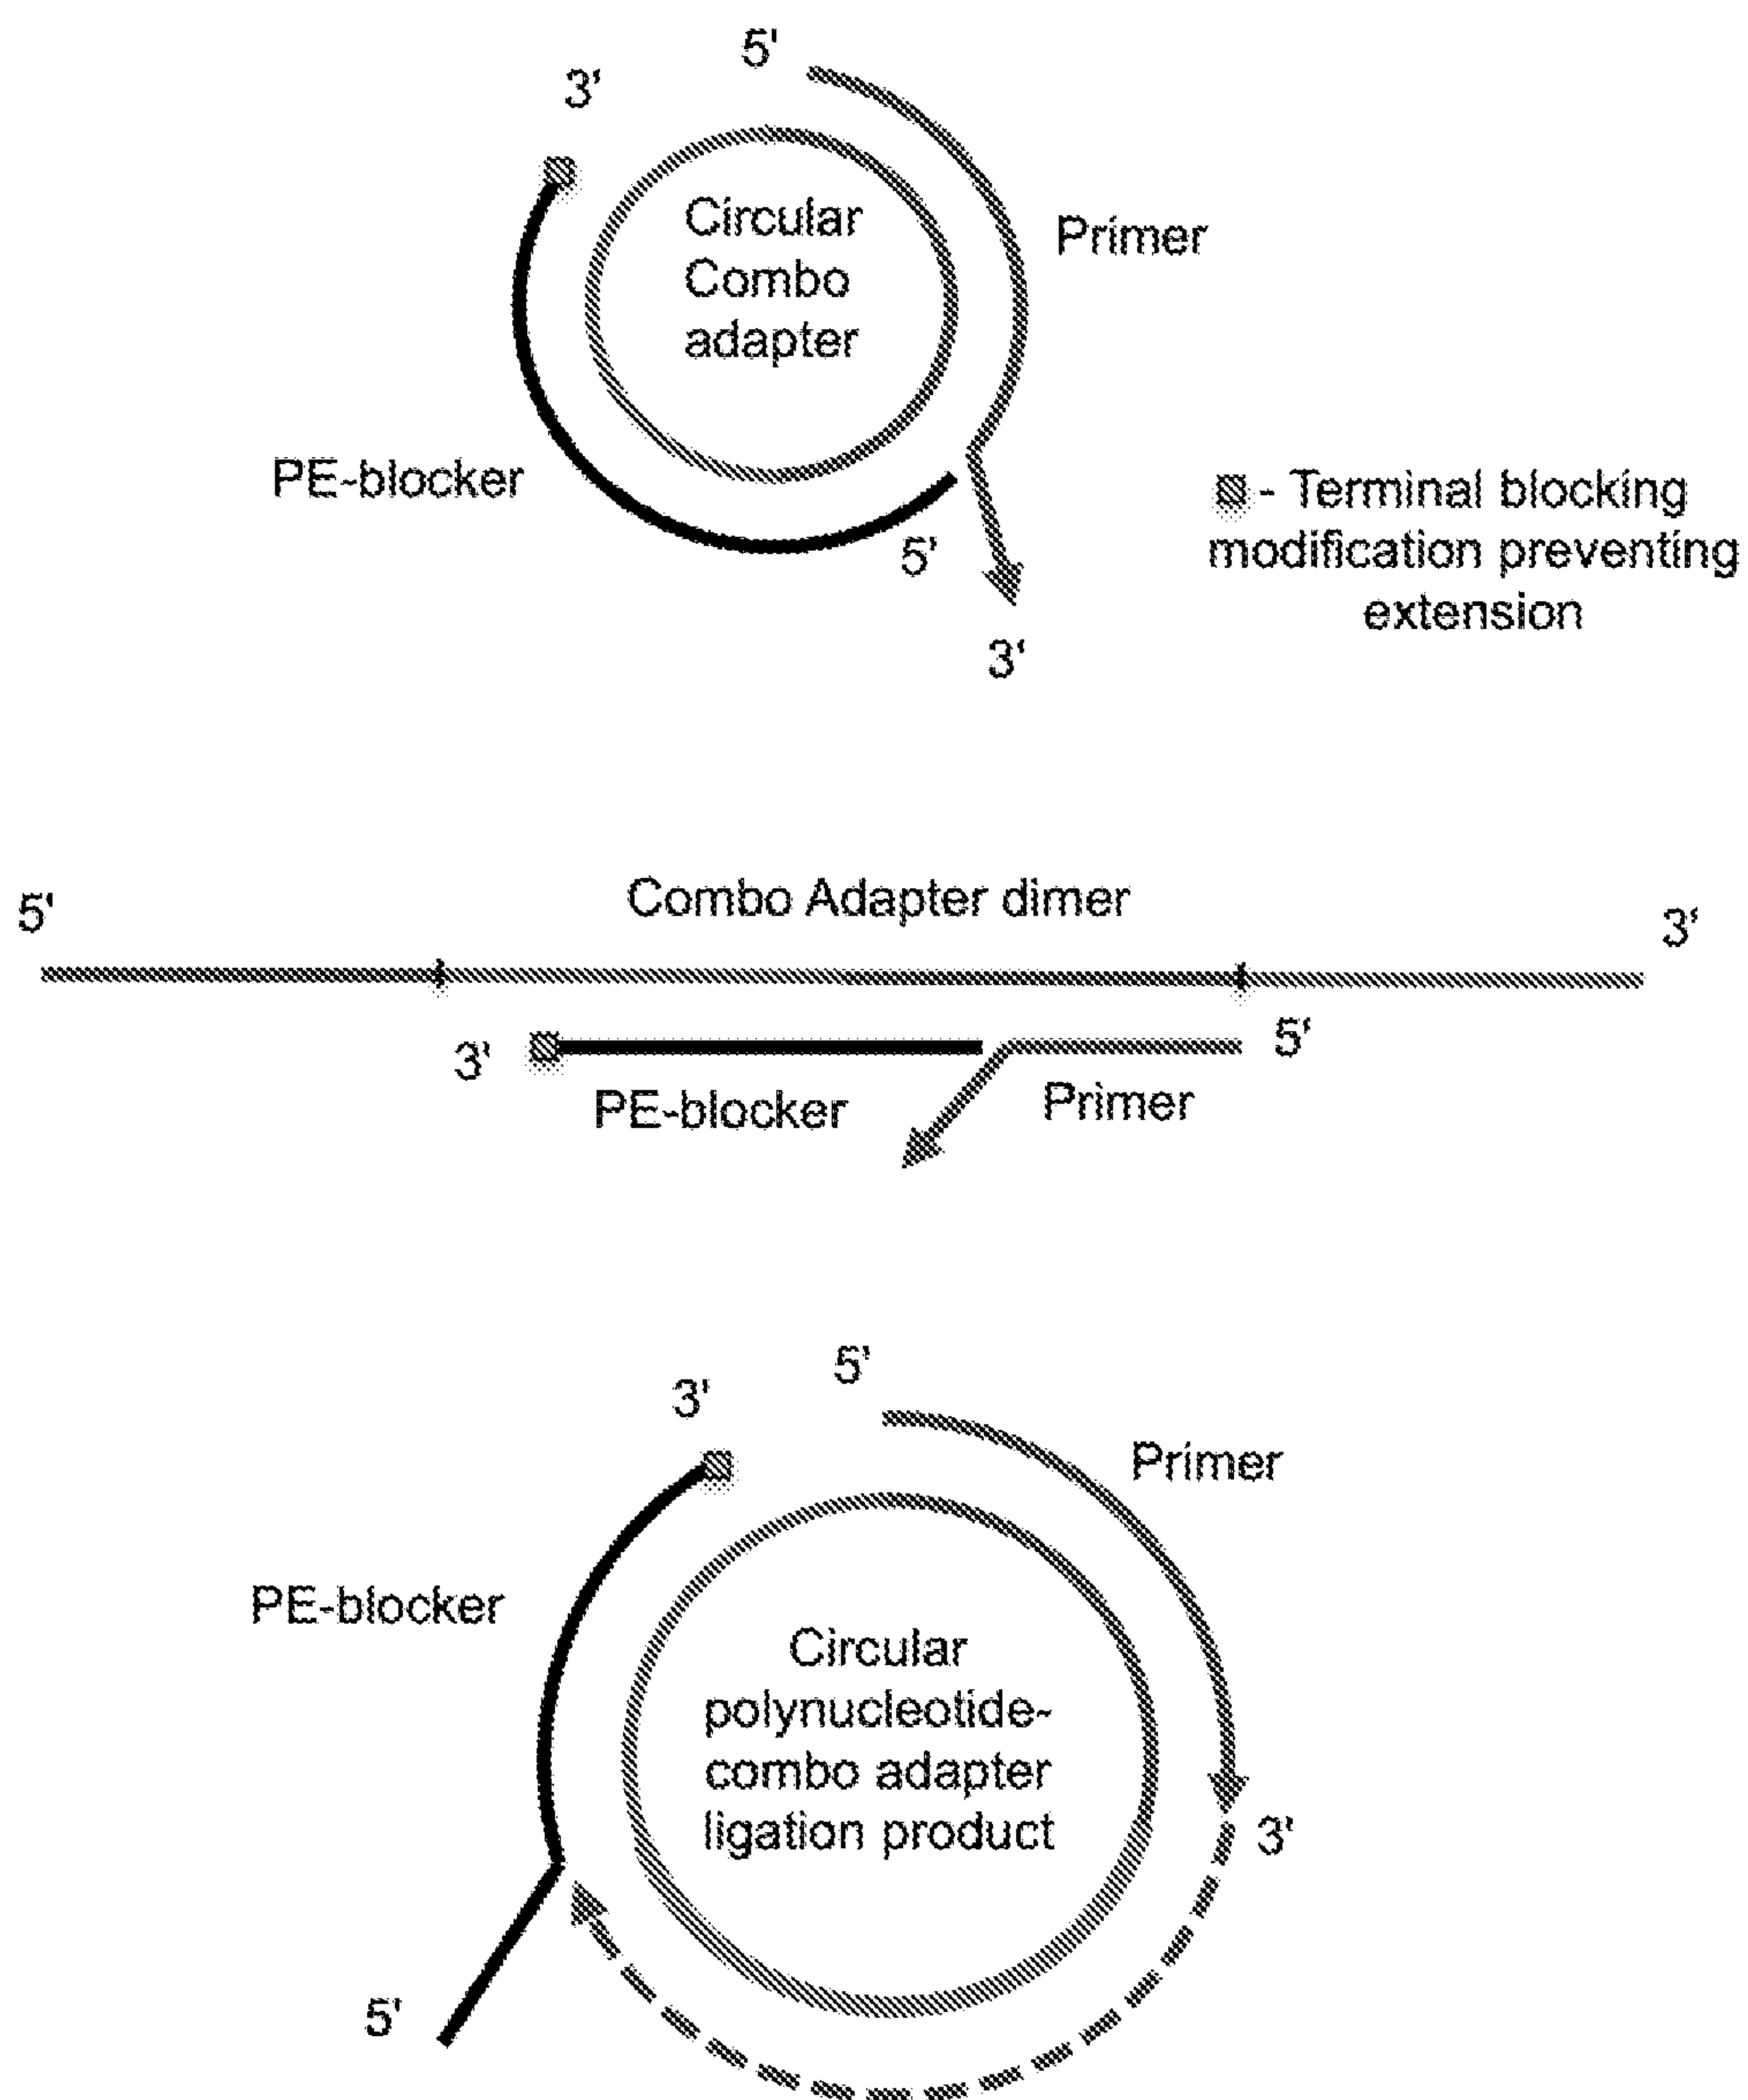 5'
3'
Circular
Combo
adapter
Primer
PE-blocker
5'
3'
- Terminal blocking
modification preventing
extension
Combo Adapter dimer
5'
3'
3'
5'
PE-blocker
Primer
5'
3'
Primer
PE-blocker
Circular
polynucleotide-
combo adapter
ligation product
3'
5'